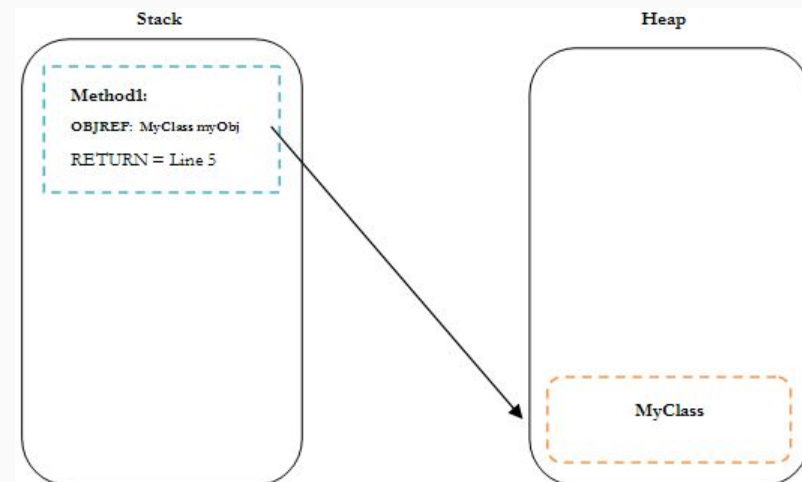 Stack
Heap
Method1:
OBJREF: MyClass myObj
RETURN = Line 5
MyClass